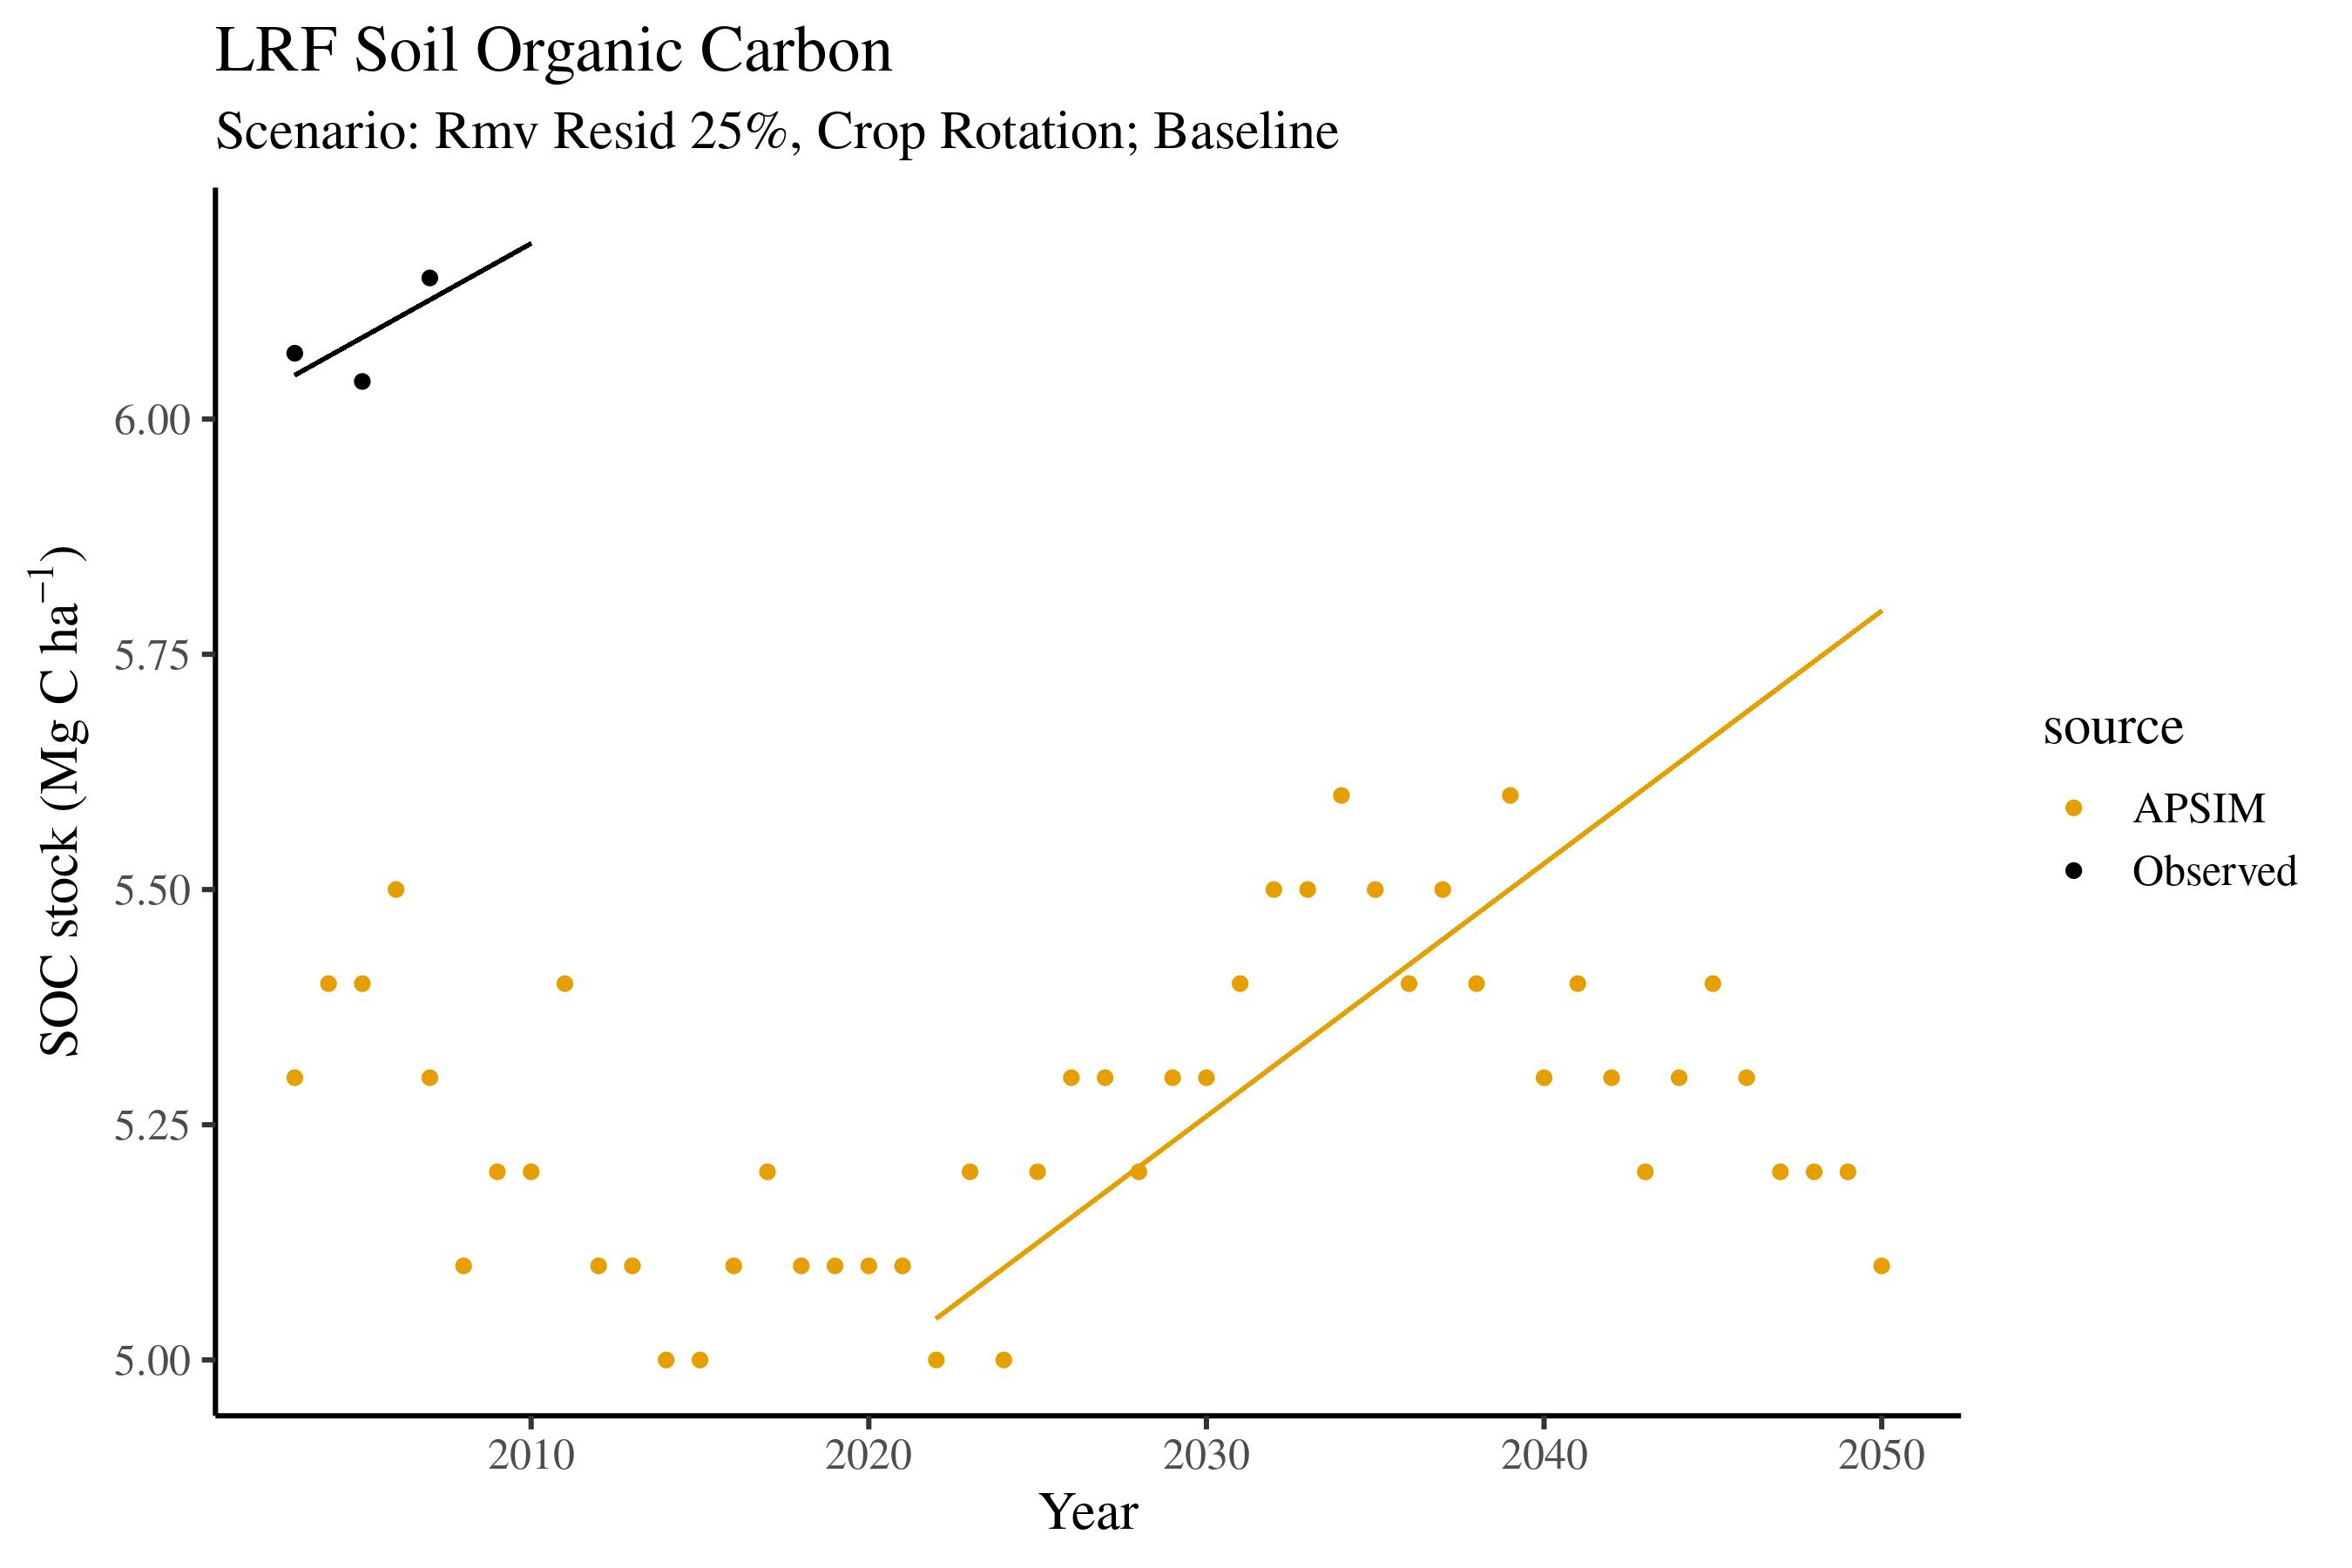 LRF Soil Organic Carbon
Scenario: Rmv Resid 25%, Crop Rotation; Baseline
SOC stock (Mg C ha⁻¹)
6.00
5.75
5.50
5.25
5.00
2010 2020 2030 2040 2050
Year
source
APSIM
Observed